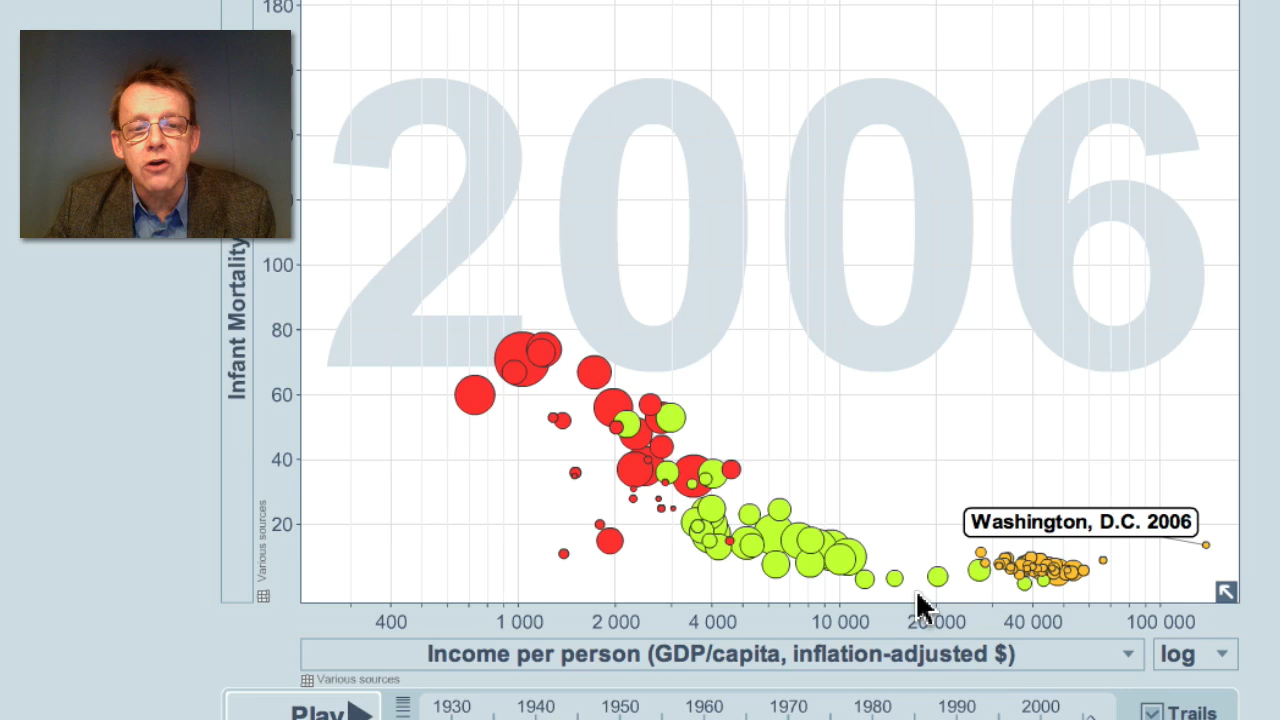 180
2006
100
80
60
40
20
Infant Mortality
Various sources
Washington, D.C. 2006
400
1 000
2 000
4 000
10 000
20 000
40 000
100 000
Income per person (GDP/capita, inflation-adjusted $)
log
Various sources
Play
1930
1940
1950
1960
1970
1980
1990
2000
Trails